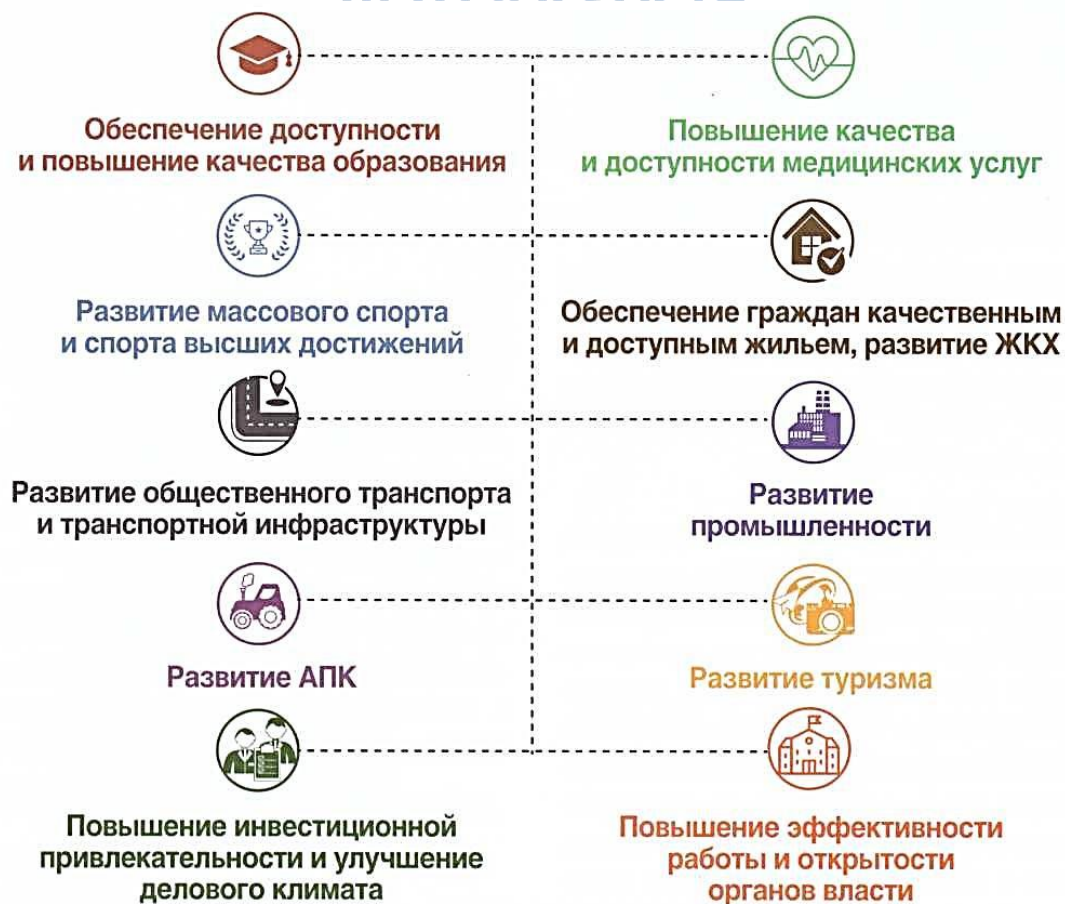 Обеспечение доступности
и повышение качества образования
Повышение качества
и доступности медицинских услуг
Развитие массового спорта
и спорта высших достижений
Обеспечение граждан качественным
и доступным жильем, развитие ЖКХ
Развитие общественного транспорта
и транспортной инфраструктуры
Развитие
промышленности
Развитие АПК
Развитие туризма
Повышение инвестиционной
привлекательности и улучшение
делового климата
Повышение эффективности
работы и открытости
органов власти